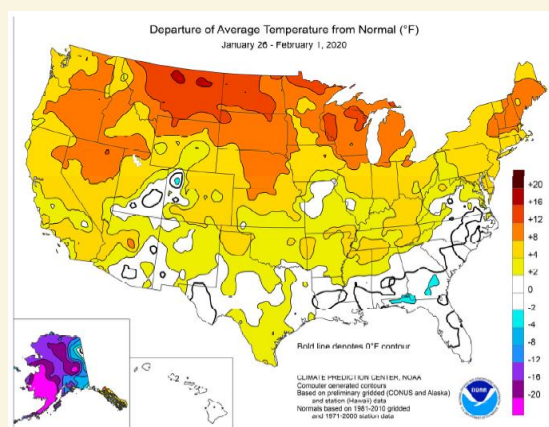 Departure of Average Temperature from Normal (°F)
January 26 - February 1, 2020
+20
+16
+12
+8
+4
+2
0
-2
-4
-8
-12
-16
-20
Bold line denotes 0°F contour
CLIMATE PREDICTION CENTER, NOAA
Computer generated contours
Based on preliminary gridded (CONUS and Alaska)
and station (Hawaii) data
Normals based on 1981-2010 gridded
and 1971-2000 station data
NOAA